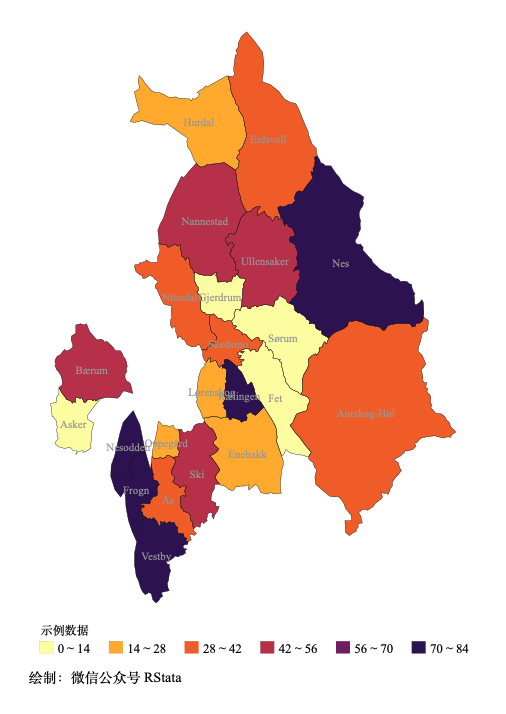 Hurdal
Eidsvoll
Nannestad
Ullensaker
Nes
Nittedal
Gjerdrum
Sørum
Skedsmo
Bærum
Lørenskog
Rælingen
Fet
Asker
Aurskog-Høl
Oppegård
Nesodden
Enebakk
Ski
Frogn
Ås
Vestby
示例数据
0 ~ 14 14 ~ 28 28 ~ 42 42 ~ 56 56 ~ 70 70 ~ 84
绘制：微信公众号 RStata